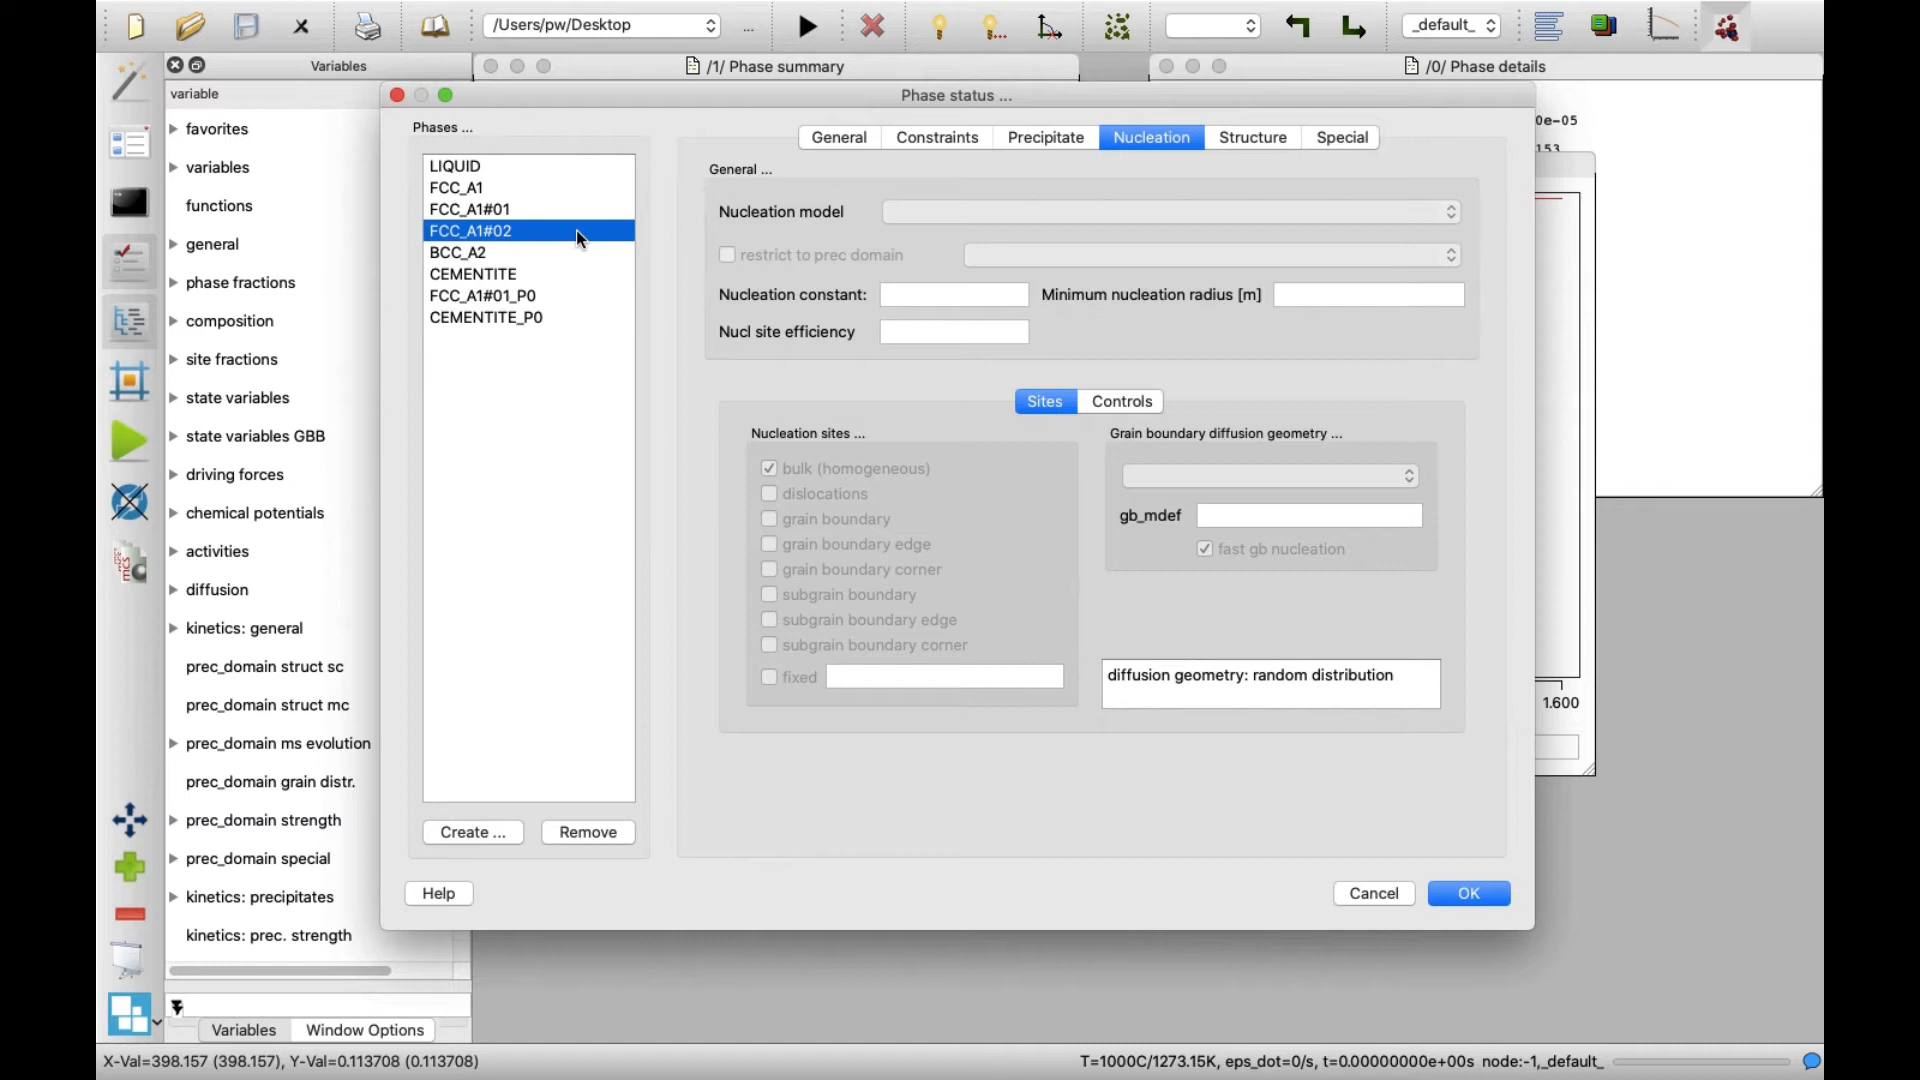 /Users/pw/Desktop
...
_default_
Variables
/1/ Phase summary
/0/ Phase details
variable
favorites
variables
functions
general
phase fractions
composition
site fractions
state variables
state variables GBB
driving forces
chemical potentials
activities
diffusion
kinetics: general
prec_domain struct sc
prec_domain struct mc
prec_domain ms evolution
prec_domain grain distr.
prec_domain strength
prec_domain special
kinetics: precipitates
kinetics: prec. strength
Variables
Window Options
Phase status ...
Phases ...
LIQUID
FCC_A1
FCC_A1#01
FCC_A1#02
BCC_A2
CEMENTITE
FCC_A1#01_P0
CEMENTITE_P0
Create ...
Remove
Help
General
Constraints
Precipitate
Nucleation
Structure
Special
General ...
Nucleation model
restrict to prec domain
Nucleation constant:
Minimum nucleation radius [m]
Nucl site efficiency
Sites
Controls
Nucleation sites ...
bulk (homogeneous)
dislocations
grain boundary
grain boundary edge
grain boundary corner
subgrain boundary
subgrain boundary edge
subgrain boundary corner
fixed
Grain boundary diffusion geometry ...
gb_mdef
fast gb nucleation
diffusion geometry: random distribution
Cancel
OK
0e-05
153
1.600
X-Val=398.157 (398.157), Y-Val=0.113708 (0.113708)
T=1000C/1273.15K, eps_dot=0/s, t=0.00000000e+00s node:-1,_default_